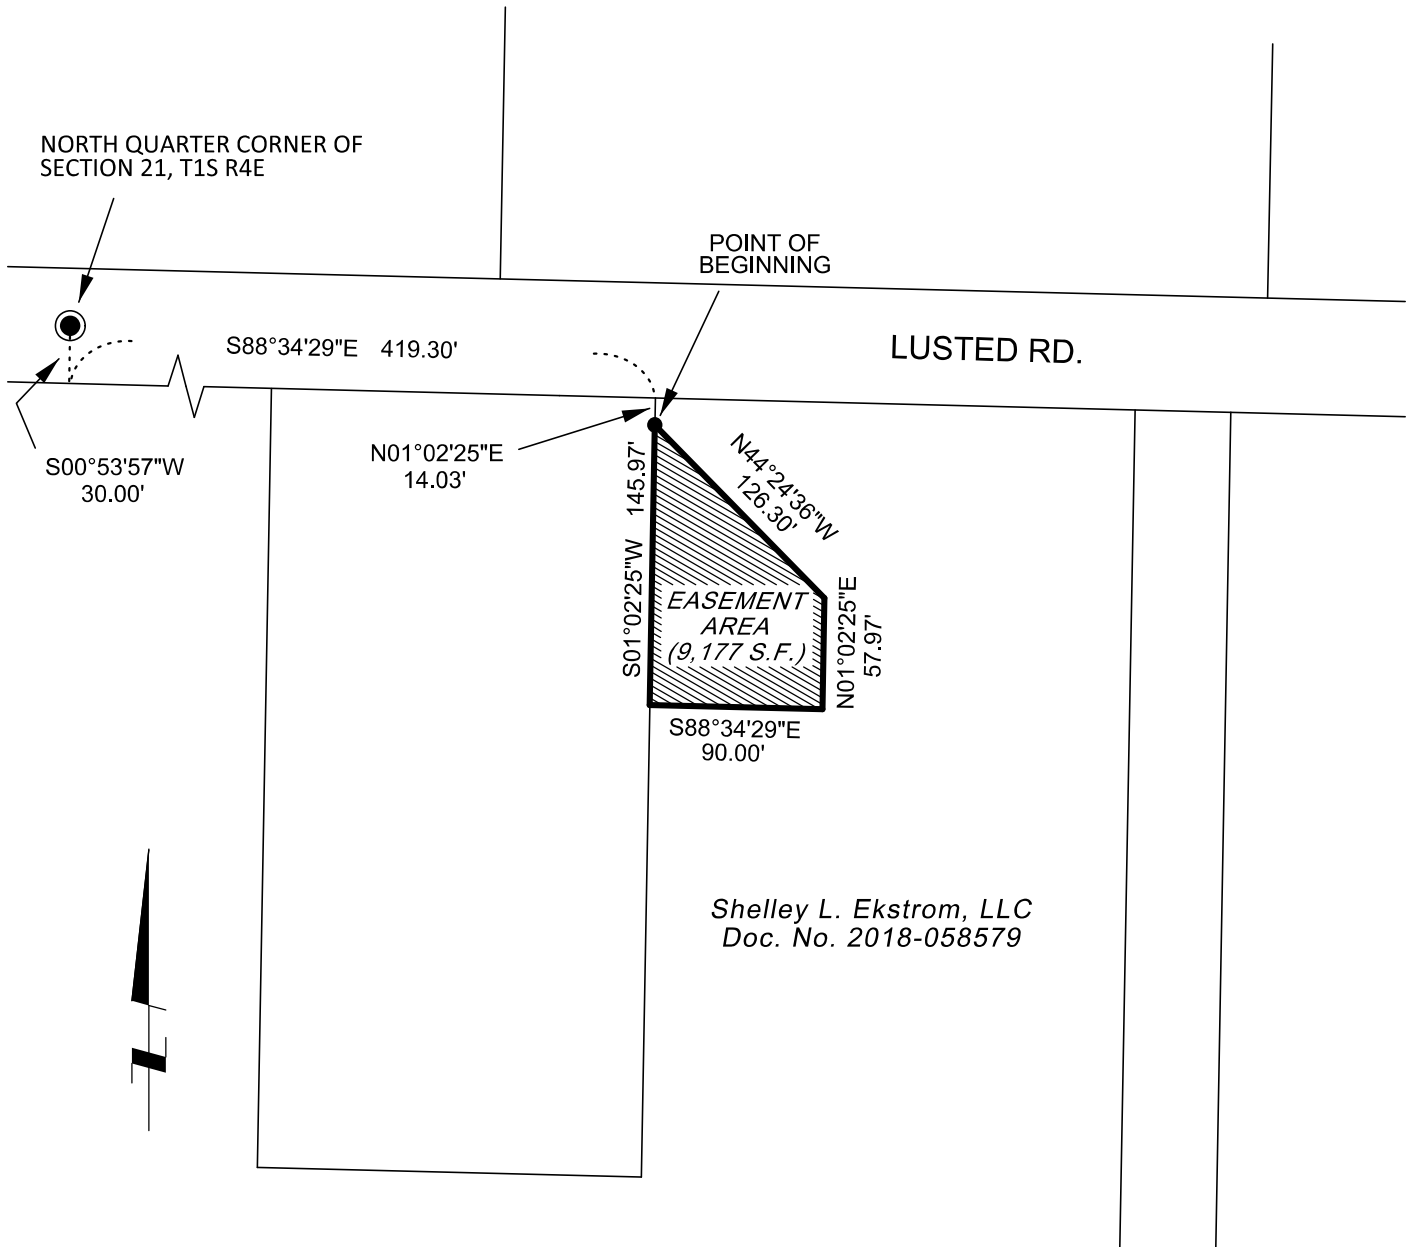 NORTH QUARTER CORNER OF
SECTION 21, T1S R4E
POINT OF
BEGINNING
S88°34'29"E 419.30'
LUSTED RD.
S00°53'57"W
30.00'
N01°02'25"E
14.03'
N44°24'36"W
126.30'
S01°02'25"W 145.97'
EASEMENT
AREA
(9,177 S.F.)
N01°02'25"E
57.97'
S88°34'29"E
90.00'
Shelley L. Ekstrom, LLC
Doc. No. 2018-058579
N